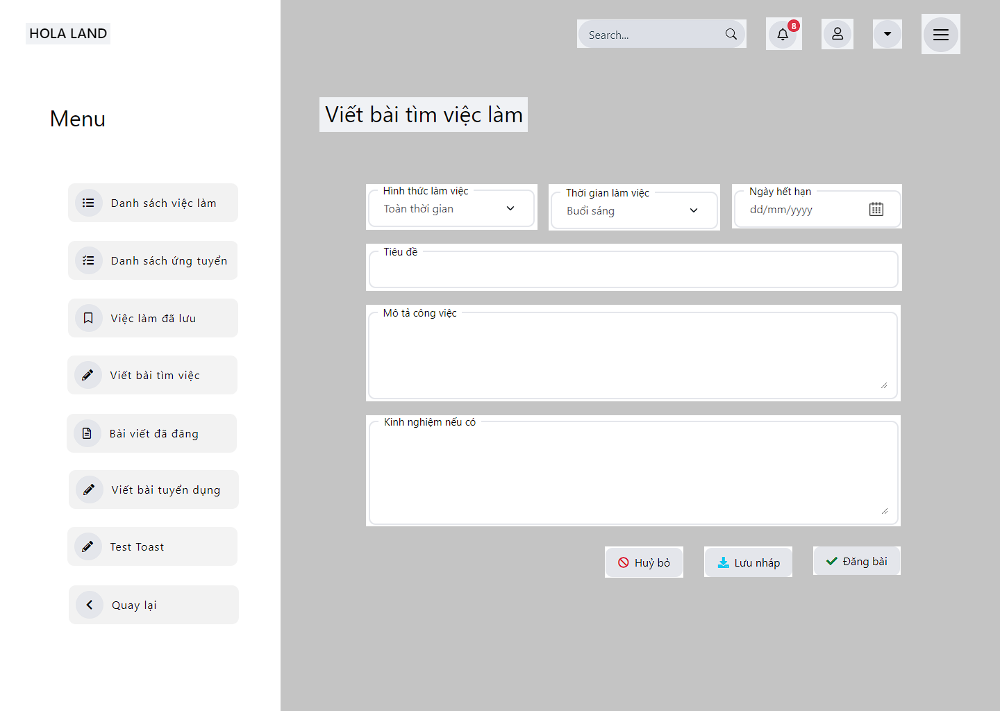 HOLA LAND
Search...
8
Menu
Viết bài tìm việc làm
Danh sách việc làm
Danh sách ứng tuyển
Việc làm đã lưu
Viết bài tìm việc
Bài viết đã đăng
Viết bài tuyển dụng
Test Toast
Quay lại
Hình thức làm việc
Toàn thời gian
Thời gian làm việc
Buổi sáng
Ngày hết hạn
dd/mm/yyyy
Tiêu đề
Mô tả công việc
Kinh nghiệm nếu có
Huỷ bỏ
Lưu nháp
Đăng bài